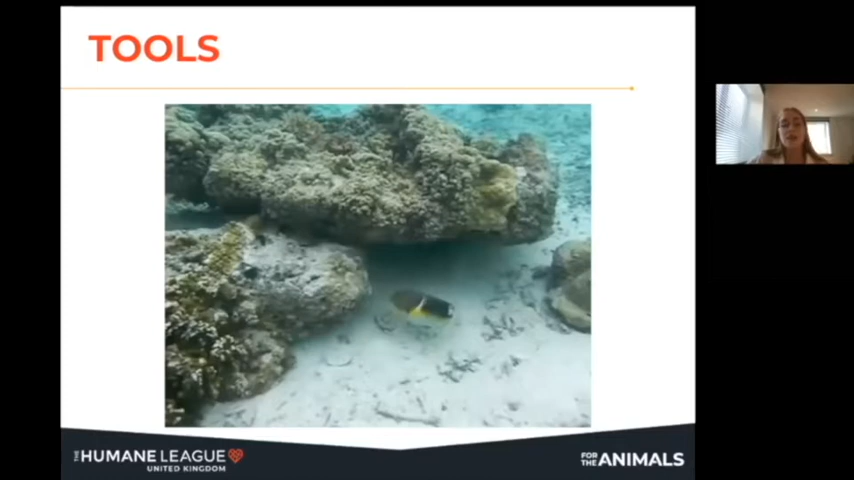 TOOLS
THE HUMANE LEAGUE
UNITED KINGDOM
FOR THE ANIMALS